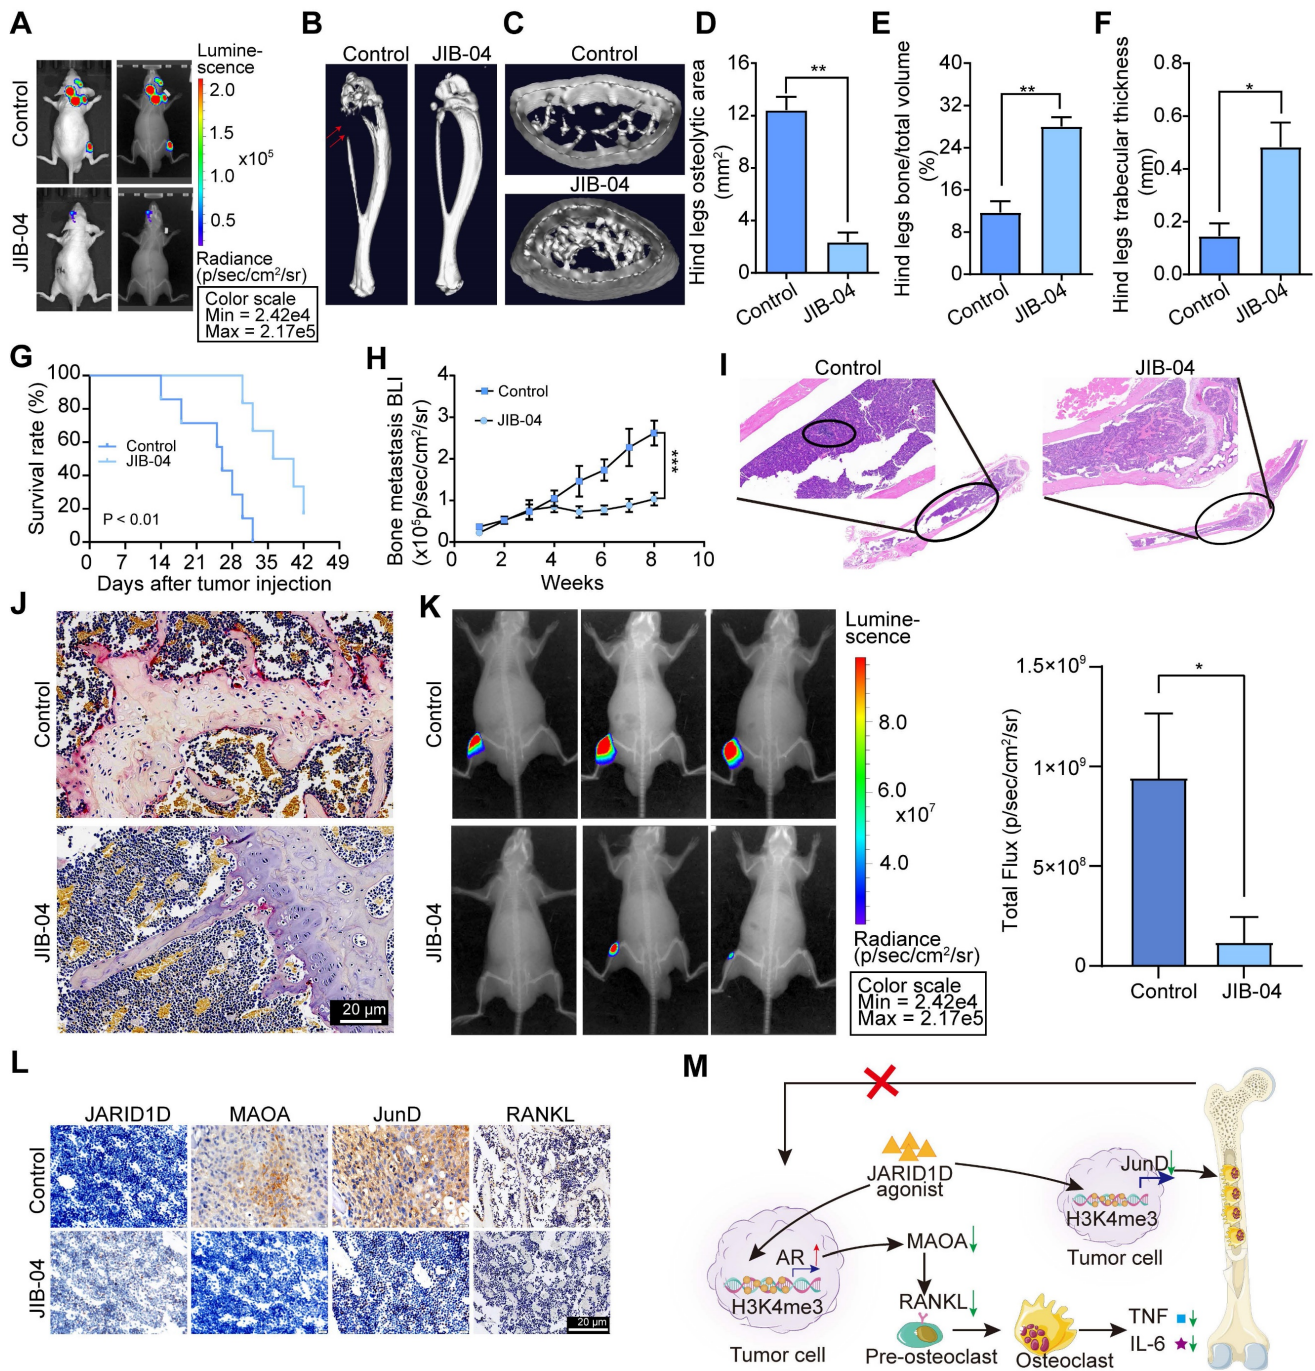 A
Control
JIB-04
Lumine-
scence
2.0
1.5
x10⁵
1.0
0.5
Radiance
(p/sec/cm²/sr)
Color scale
Min = 2.42e4
Max = 2.17e5
B
Control JIB-04
C
Control
JIB-04
D
Hind legs osteolytic area
(mm²)
16
12
8
4
0
**
Control
JIB-04
E
Hind legs bone/total volume
(%)
40
32
24
16
8
0
**
Control
JIB-04
F
Hind legs trabecular thickness
(mm)
0.8
0.6
0.4
0.2
0.0
*
Control
JIB-04
G
Survival rate (%)
100
80
60
40
20
0
Control
JIB-04
P < 0.01
0 7 14 21 28 35 42 49
Days after tumor injection
H
Bone metastasis BLI
(x10⁵p/sec/cm²/sr)
4
3
2
1
0
Control
JIB-04
***
0 2 4 6 8 10
Weeks
I
Control
JIB-04
J
Control
JIB-04
20 μm
K
Control
JIB-04
Lumine-
scence
8.0
6.0
x10⁷
4.0
Radiance
(p/sec/cm²/sr)
Color scale
Min = 2.42e4
Max = 2.17e5
Total Flux (p/sec/cm²/sr)
1.5×10⁹
1×10⁹
5×10⁸
0
*
Control JIB-04
L
JARID1D MAOA JunD RANKL
Control
JIB-04
20 μm
M
JARID1D
agonist
JunD
H3K4me3
Tumor cell
AR
H3K4me3
Tumor cell
MAOA
RANKL
Pre-osteoclast
Osteoclast
TNF
IL-6